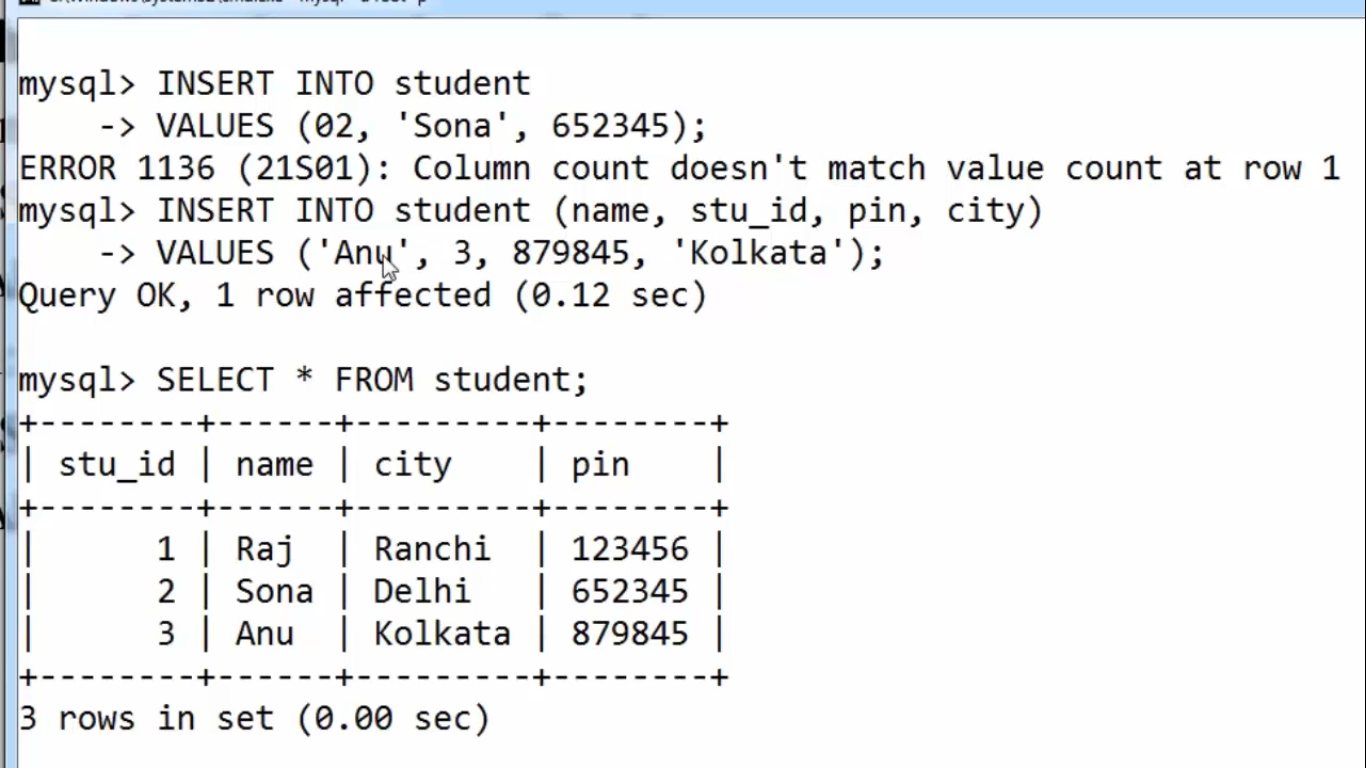 mysql> INSERT INTO student
    -> VALUES (02, 'Sona', 652345);
ERROR 1136 (21S01): Column count doesn't match value count at row 1
mysql> INSERT INTO student (name, stu_id, pin, city)
    -> VALUES ('Anu', 3, 879845, 'Kolkata');
Query OK, 1 row affected (0.12 sec)
mysql> SELECT * FROM student;
+--------+------+---------+--------+
| stu_id | name | city    | pin    |
+--------+------+---------+--------+
|      1 | Raj  | Ranchi  | 123456 |
|      2 | Sona | Delhi   | 652345 |
|      3 | Anu  | Kolkata | 879845 |
+--------+------+---------+--------+
3 rows in set (0.00 sec)